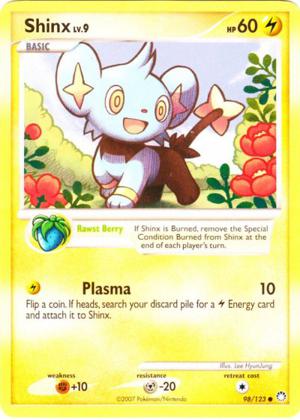 Shinx LV.9 HP 60
BASIC
Rawst Berry
If Shinx is Burned, remove the Special
Condition Burned from Shinx at the
end of each player's turn.
Illus. Lee HyunJung
Plasma 10
Flip a coin. If heads, search your discard pile for a Energy card
and attach it to Shinx.
weakness resistance retreat cost
+10 -20
©2007 Pokémon/Nintendo 98/123